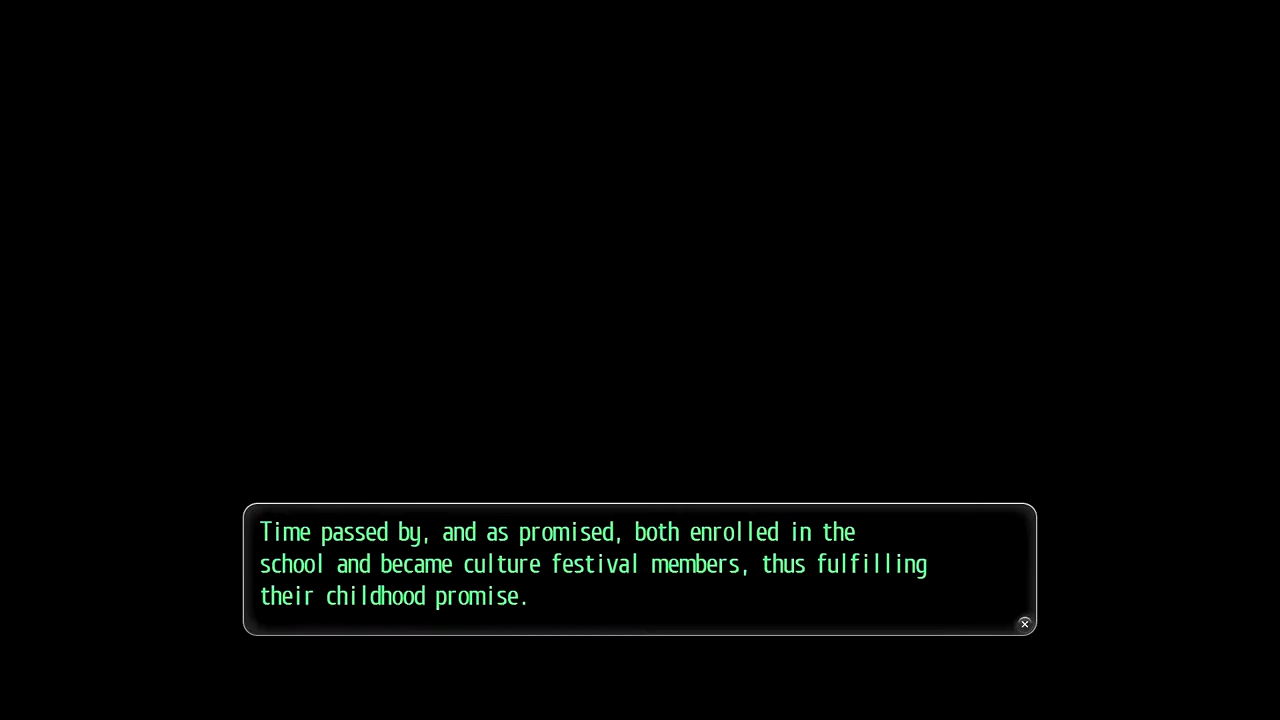 Time passed by, and as promised, both enrolled in the
school and became culture festival members, thus fulfilling
their childhood promise.